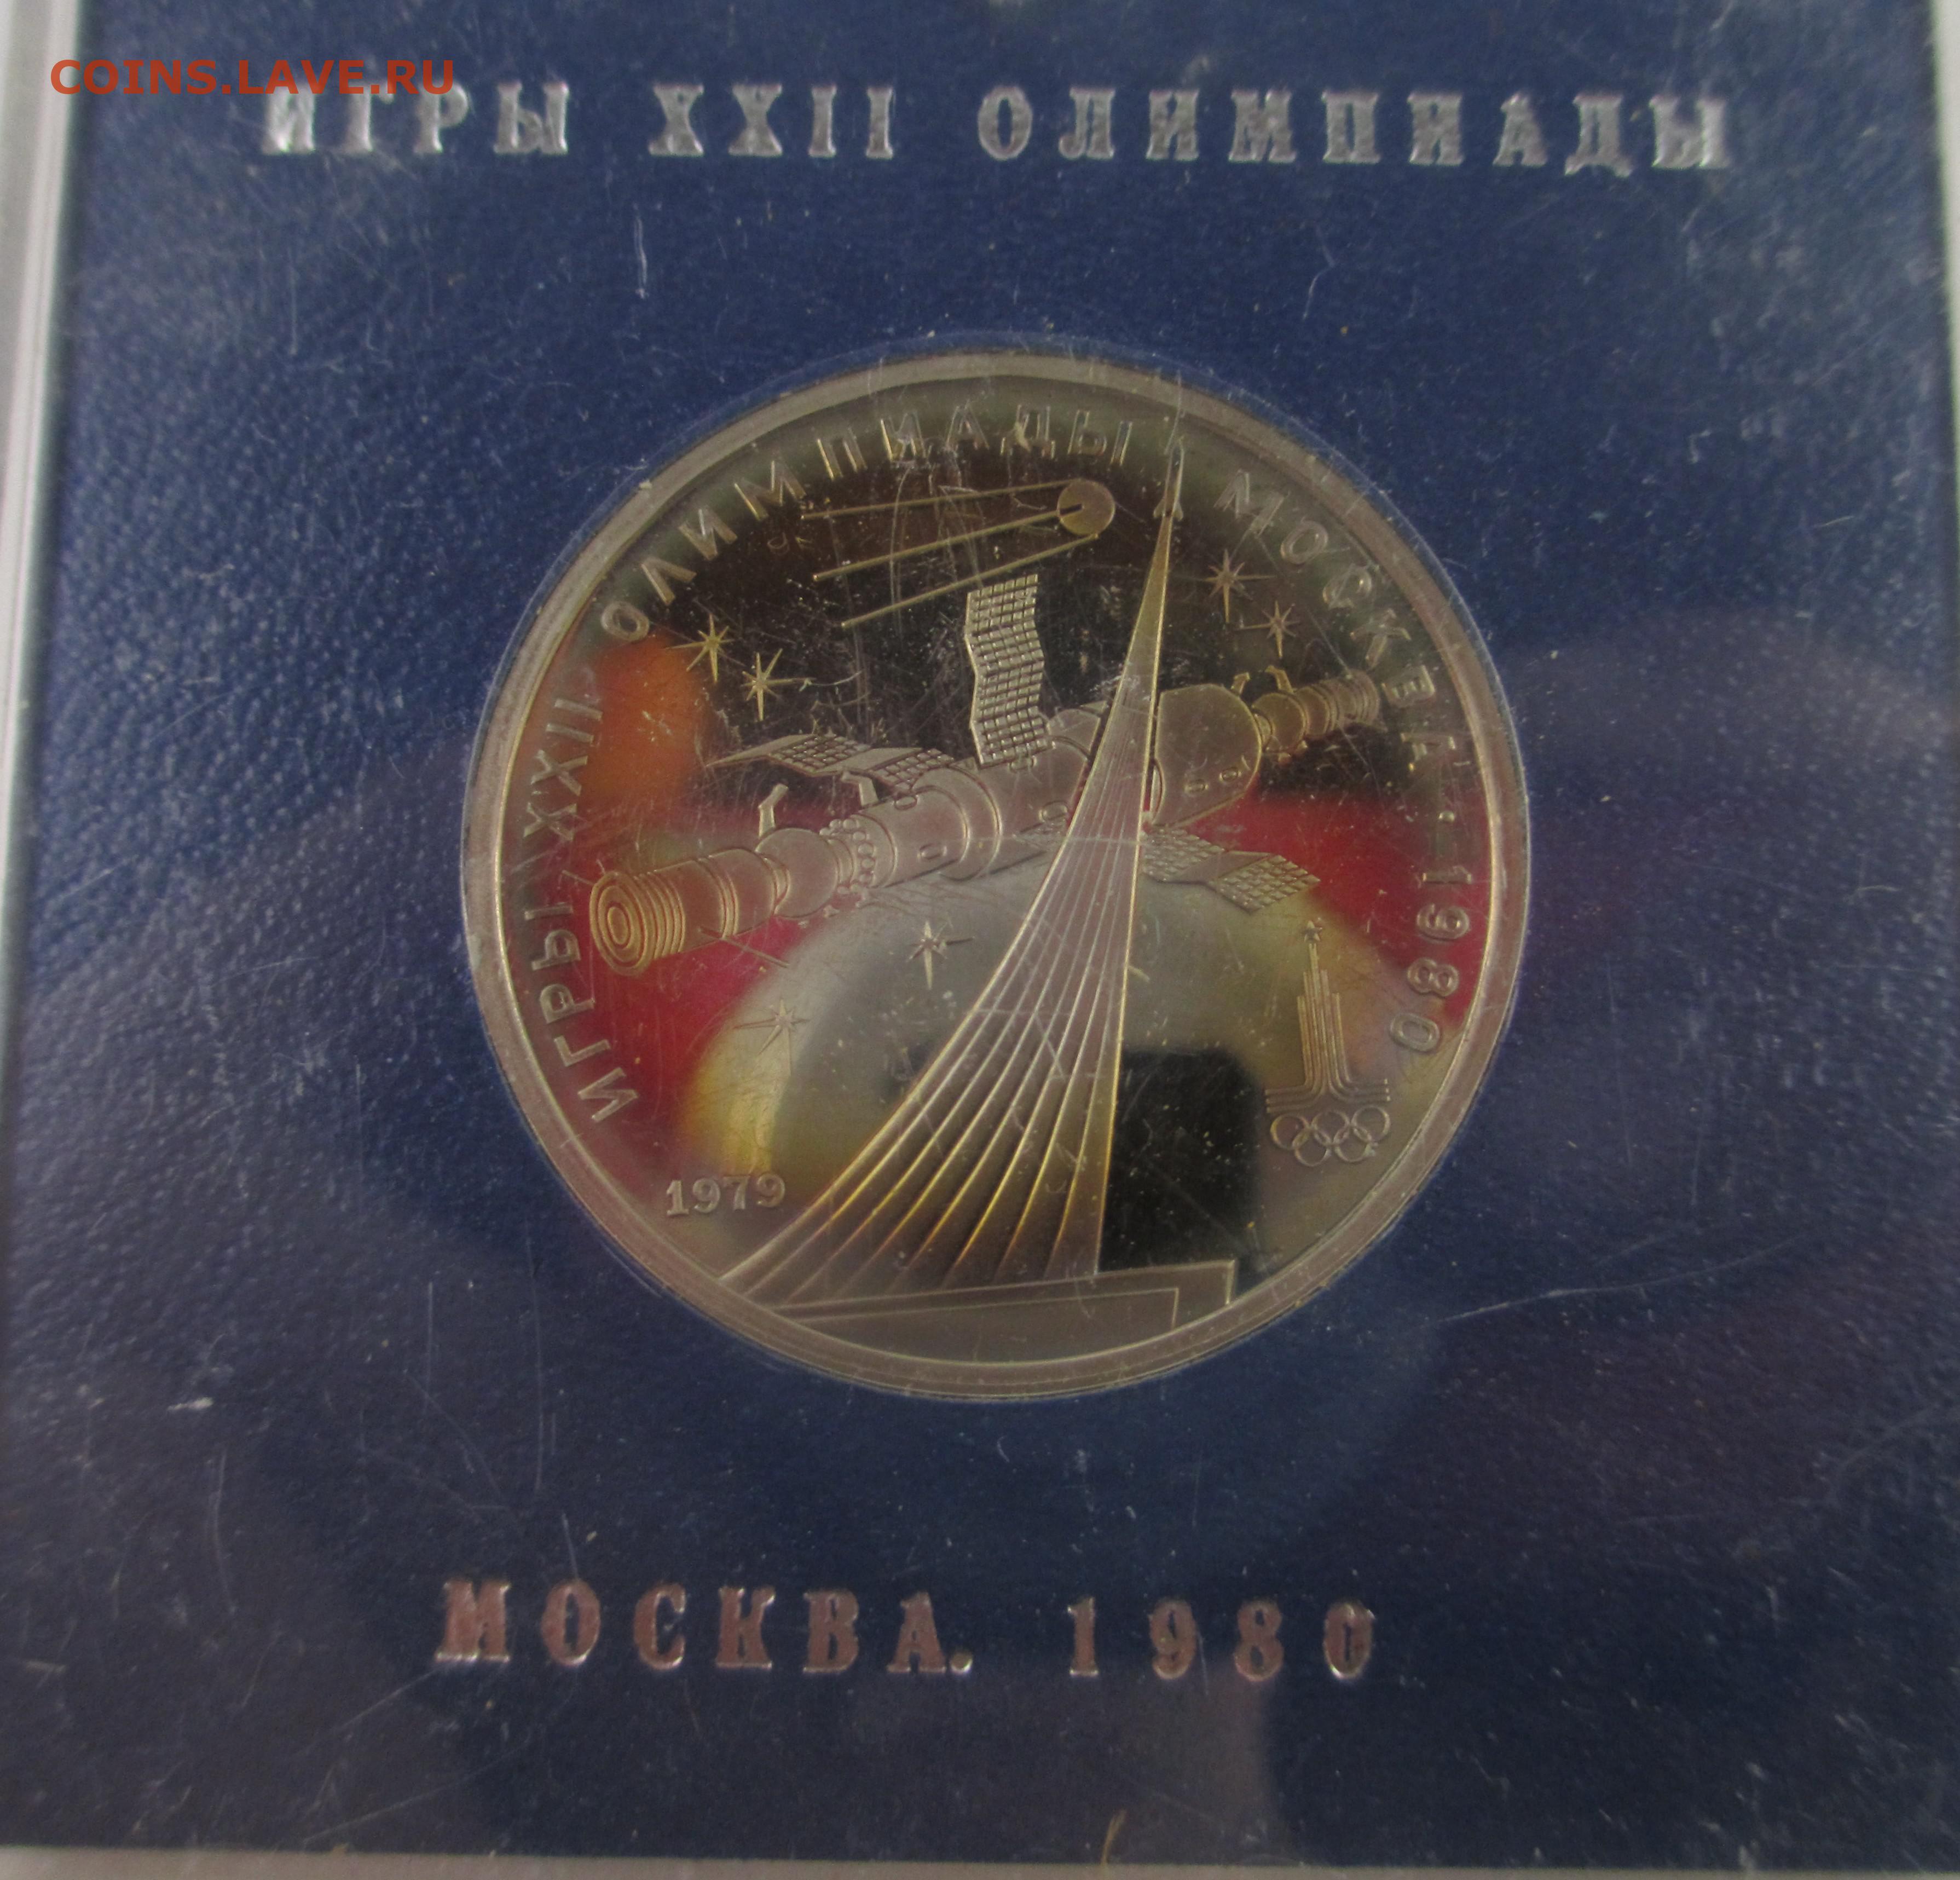 COINS.LAVE.RU
ИГРЫ XXII ОЛИМПИАДЫ
ИГРЫ XXII ОЛИМПИАДЫ МОСКВА·1980
1979
МОСКВА. 1980